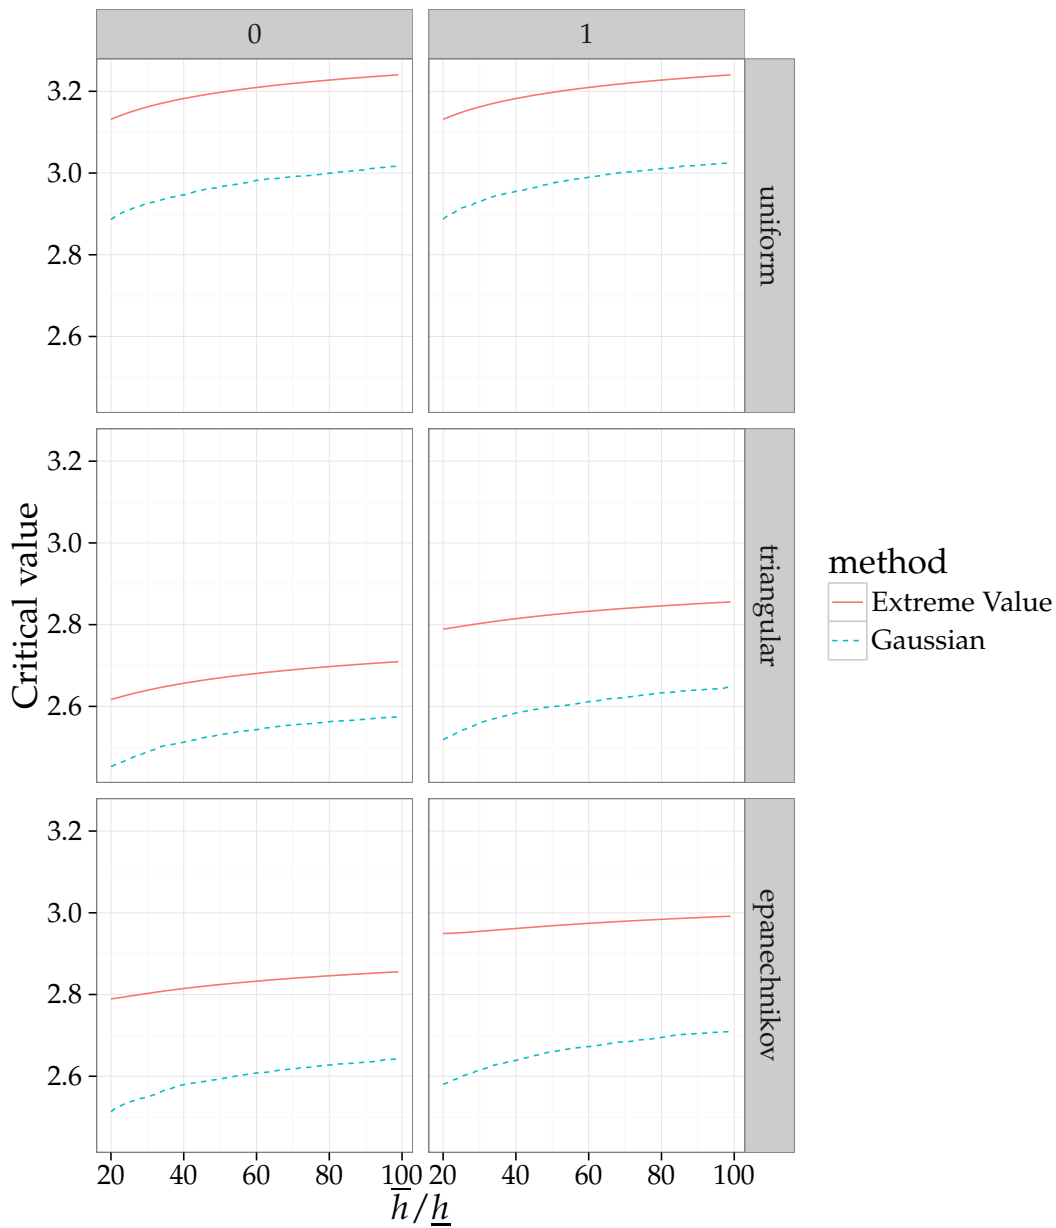 0 1
3.2
3.0
2.8
2.6
uniform
3.2
3.0
2.8
2.6
triangular
3.2
3.0
2.8
2.6
epanechnikov
Critical value
20 40 60 80 100 20 40 60 80 100
h̅/h̲
method
Extreme Value
Gaussian